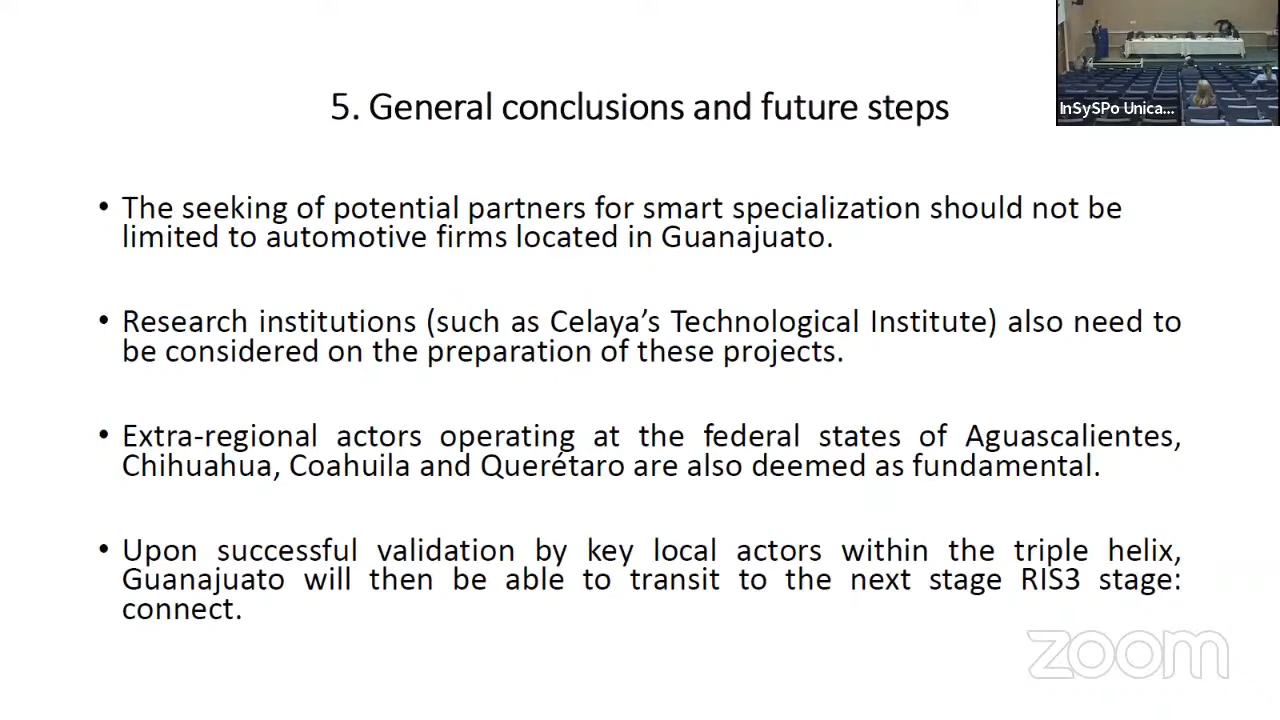 InSySPo Unica...
5. General conclusions and future steps
• The seeking of potential partners for smart specialization should not be
limited to automotive firms located in Guanajuato.
• Research institutions (such as Celaya’s Technological Institute) also need to
be considered on the preparation of these projects.
• Extra-regional actors operating at the federal states of Aguascalientes,
Chihuahua, Coahuila and Querétaro are also deemed as fundamental.
• Upon successful validation by key local actors within the triple helix,
Guanajuato will then be able to transit to the next stage RIS3 stage:
connect.
zoom